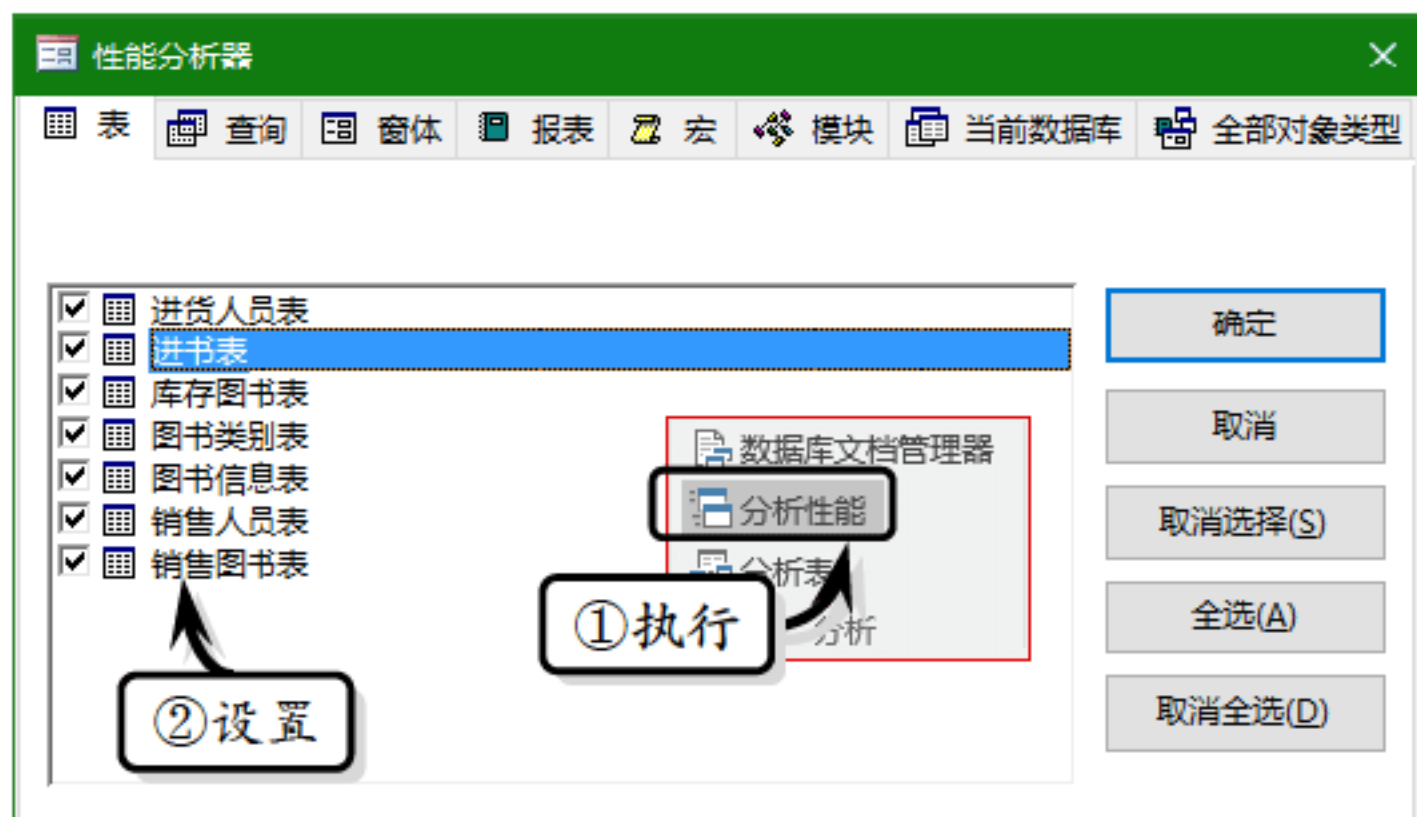 性能分析器
表 查询 窗体 报表 宏 模块 当前数据库 全部对象类型
进货人员表
进书表
库存图书表
图书类别表
图书信息表
销售人员表
销售图书表
数据库文档管理器
分析性能
分析表
分析
①执行
②设置
确定
取消
取消选择(S)
全选(A)
取消全选(D)